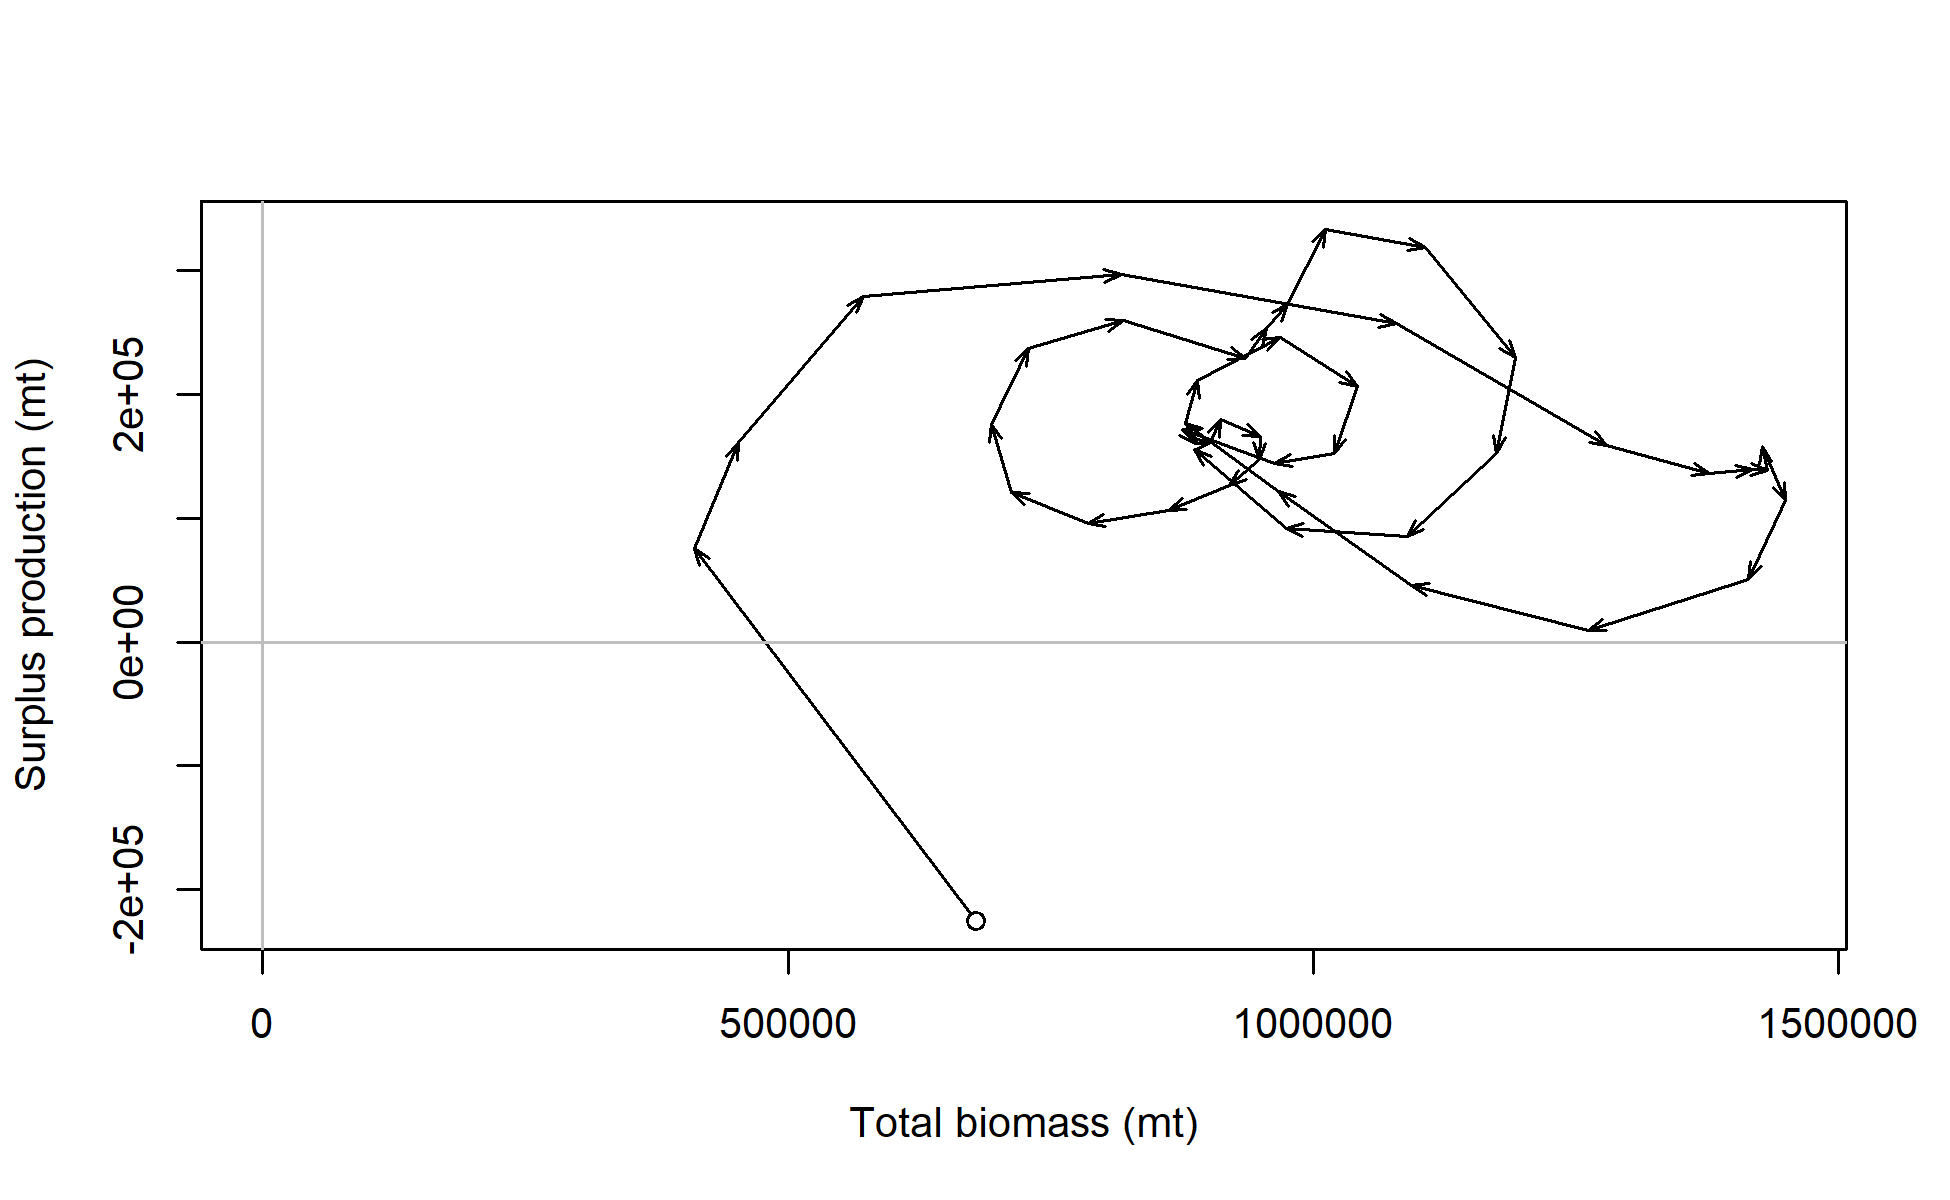 Surplus production (mt)
2e+05
0e+00
-2e+05
0
500000
1000000
1500000
Total biomass (mt)